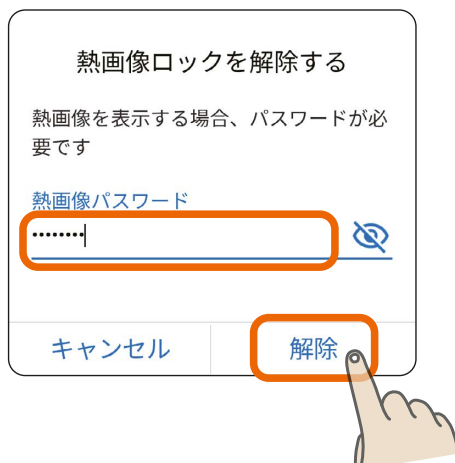 熱画像ロックを解除する
熱画像を表示する場合、パスワードが必
要です
熱画像パスワード
••••••••
キャンセル
解除